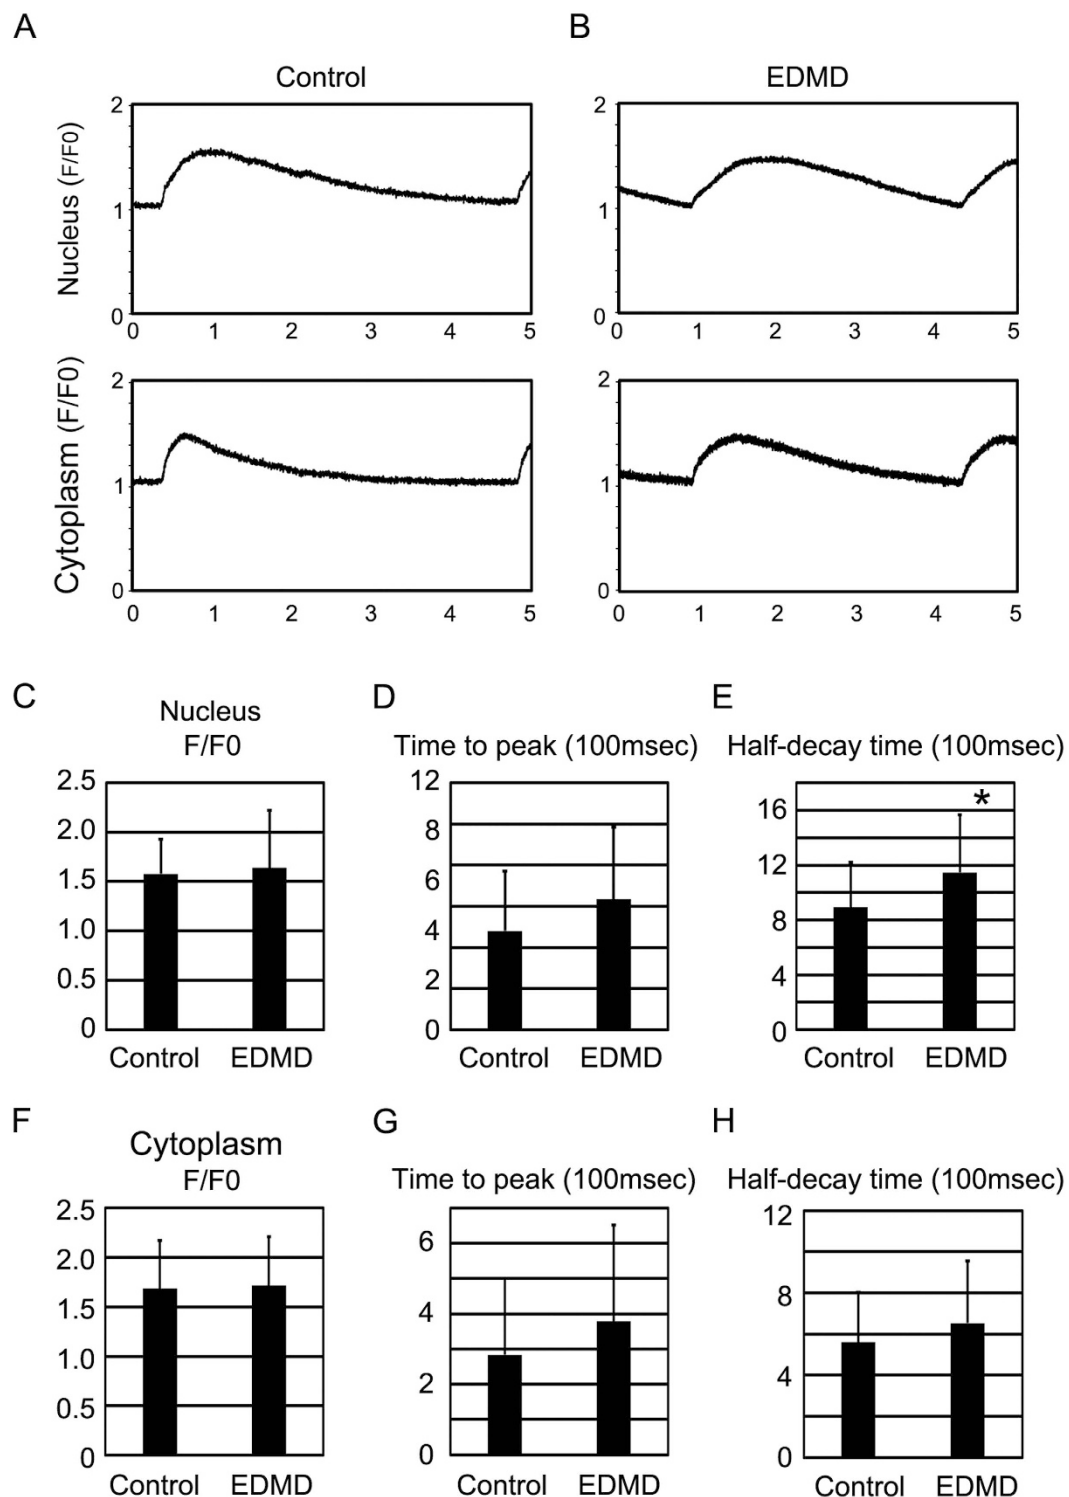 A
B
Control
EDMD
Nucleus (F/F0)
2
1
0
0 1 2 3 4 5
2
1
0
0 1 2 3 4 5
Cytoplasm (F/F0)
2
1
0
0 1 2 3 4 5
2
1
0
0 1 2 3 4 5
C
Nucleus
F/F0
2.5
2.0
1.5
1.0
0.5
0
Control EDMD
D
Time to peak (100msec)
12
8
6
4
2
0
Control EDMD
E
Half-decay time (100msec)
*
16
12
8
4
0
Control EDMD
F
Cytoplasm
F/F0
2.5
2.0
1.5
1.0
0.5
0
Control EDMD
G
Time to peak (100msec)
6
4
2
0
Control EDMD
H
Half-decay time (100msec)
12
8
4
0
Control EDMD